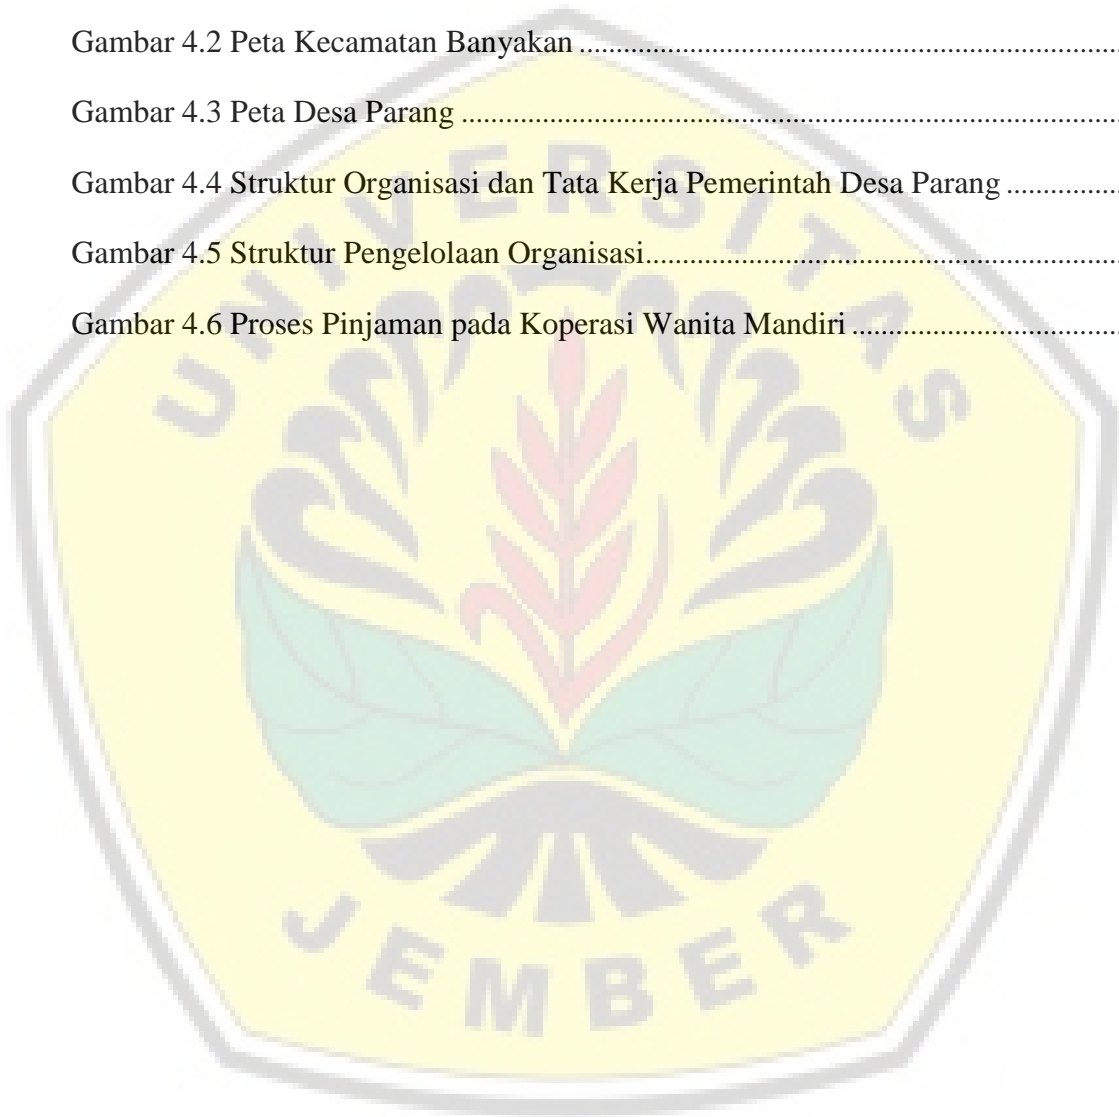 Gambar 4.2 Peta Kecamatan Banyakan ....................................................................
Gambar 4.3 Peta Desa Parang ...................................................................................
Gambar 4.4 Struktur Organisasi dan Tata Kerja Pemerintah Desa Parang ..............
Gambar 4.5 Struktur Pengelolaan Organisasi............................................................
Gambar 4.6 Proses Pinjaman pada Koperasi Wanita Mandiri ..................................
UNIVERSITAS
JEMBER